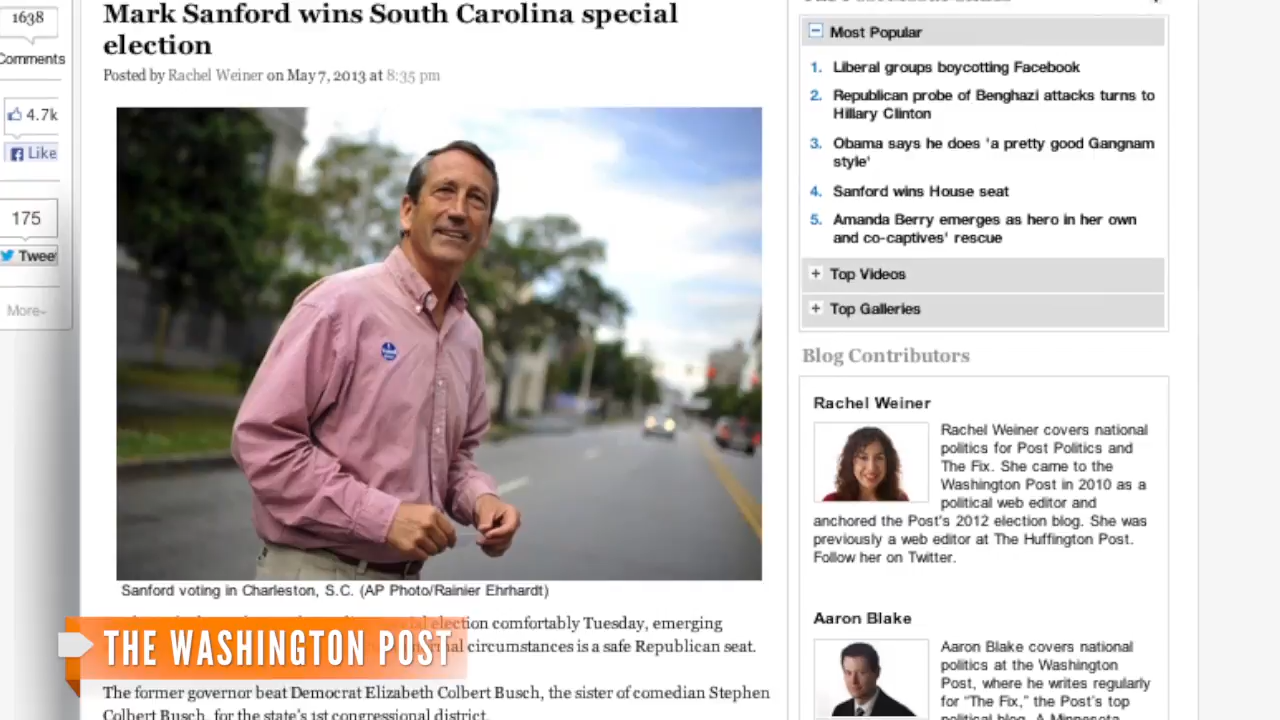 1638
Comments
4.7k
Like
175
Twee
More
Mark Sanford wins South Carolina special
election
Posted by Rachel Weiner on May 7, 2013 at 8:35 pm
Sanford voting in Charleston, S.C. (AP Photo/Rainier Ehrhardt)
election comfortably Tuesday, emerging
circumstances is a safe Republican seat.
THE WASHINGTON POST
The former governor beat Democrat Elizabeth Colbert Busch, the sister of comedian Stephen
Colbert Busch, for the state's 1st congressional district.
Most Popular
1. Liberal groups boycotting Facebook
2. Republican probe of Benghazi attacks turns to
Hillary Clinton
3. Obama says he does 'a pretty good Gangnam
style'
4. Sanford wins House seat
5. Amanda Berry emerges as hero in her own
and co-captives' rescue
+ Top Videos
+ Top Galleries
Blog Contributors
Rachel Weiner
Rachel Weiner covers national
politics for Post Politics and
The Fix. She came to the
Washington Post in 2010 as a
political web editor and
anchored the Post's 2012 election blog. She was
previously a web editor at The Huffington Post.
Follow her on Twitter.
Aaron Blake
Aaron Blake covers national
politics at the Washington
Post, where he writes regularly
for "The Fix," the Post's top
political blog. A Minnesota